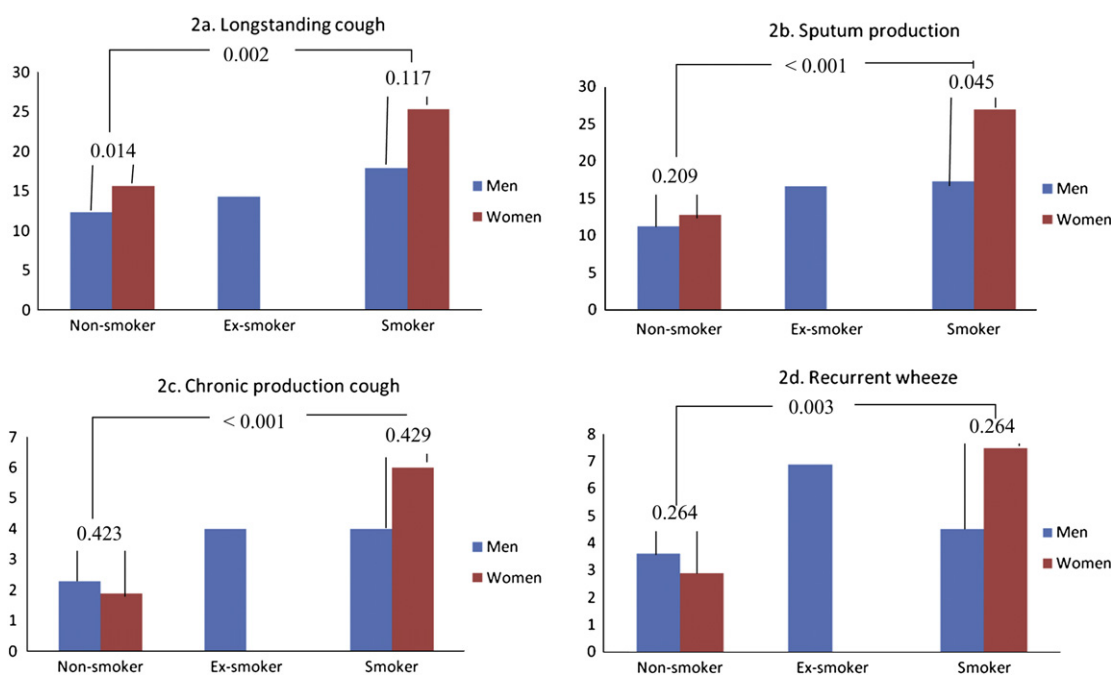 2a. Longstanding cough
0.002
0.117
0.014
30
25
20
15
10
5
0
Non-smoker Ex-smoker Smoker
Men
Women
2b. Sputum production
< 0.001
0.045
0.209
30
25
20
15
10
5
0
Non-smoker Ex-smoker Smoker
Men
Women
2c. Chronic production cough
< 0.001
0.429
0.423
7
6
5
4
3
2
1
0
Non-smoker Ex-smoker Smoker
Men
Women
2d. Recurrent wheeze
0.003
0.264
0.264
8
7
6
5
4
3
2
1
0
Non-smoker Ex-smoker Smoker
Men
Women